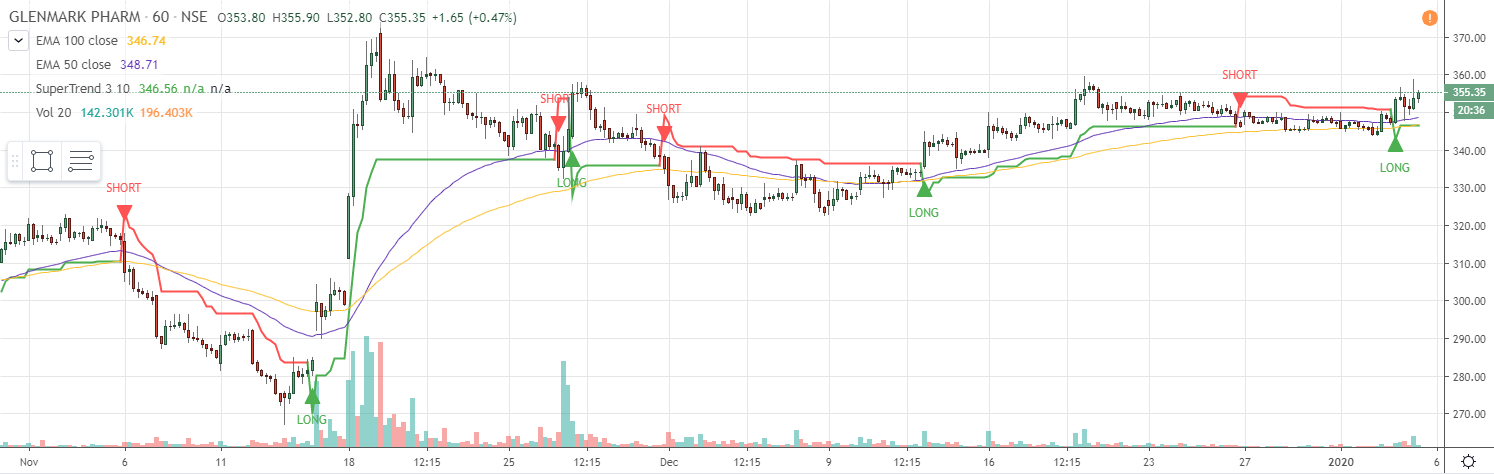 GLENMARK PHARM · 60 · NSE O353.80 H355.90 L352.80 C355.35 +1.65 (+0.47%)
EMA 100 close 346.74
EMA 50 close 348.71
SuperTrend 3 10 346.56 n/a n/a
Vol 20 142.301K 196.403K
370.00
360.00
355.35
20:36
340.00
330.00
320.00
310.00
300.00
290.00
280.00
270.00
SHORT
LONG
SHORT
LONG
SHORT
LONG
SHORT
LONG
Nov 6 11 18 12:15 25 12:15 Dec 12:15 9 12:15 16 12:15 23 27 2020 6